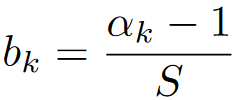 b_k = \frac{\alpha_k - 1}{S}